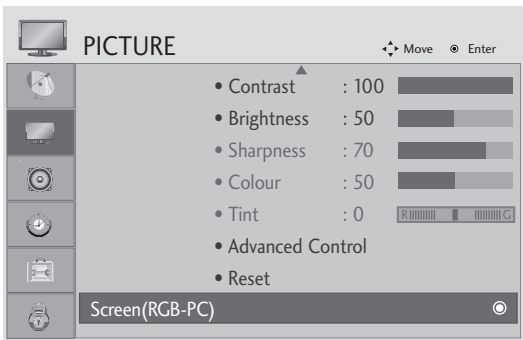 PICTURE
Move Enter
• Contrast : 100
• Brightness : 50
• Sharpness : 70
• Colour : 50
• Tint : 0 R G
• Advanced Control
• Reset
Screen(RGB-PC)